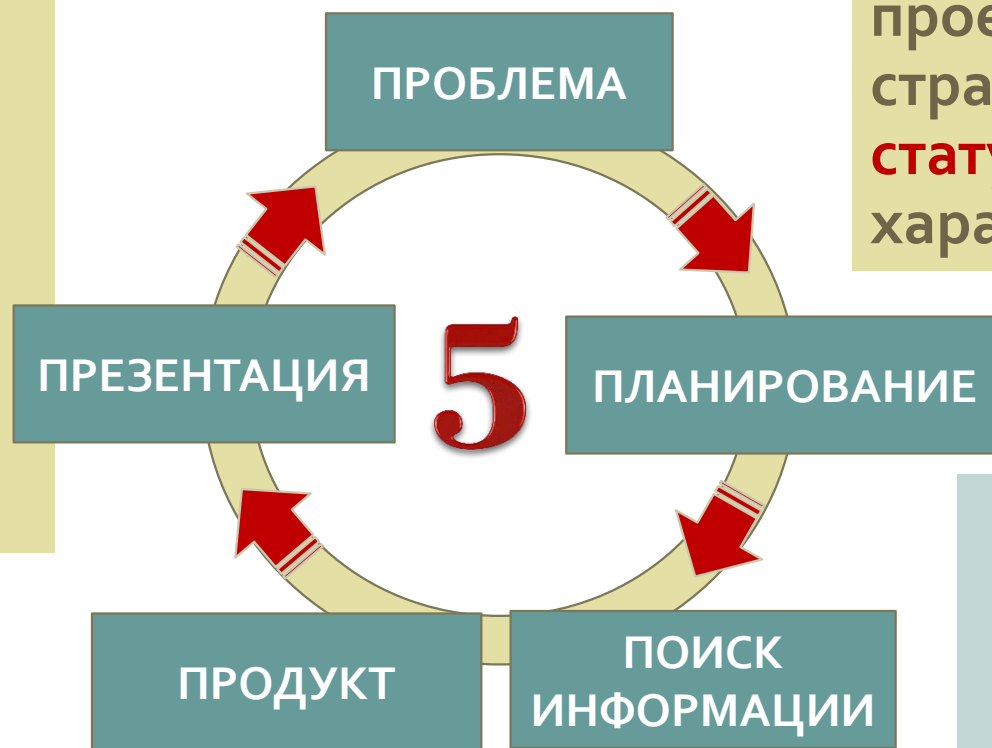 ПРОБЛЕМА
ПЛАНИРОВАНИЕ
ПОИСК
ИНФОРМАЦИИ
ПРОДУКТ
ПРЕЗЕНТАЦИЯ
5